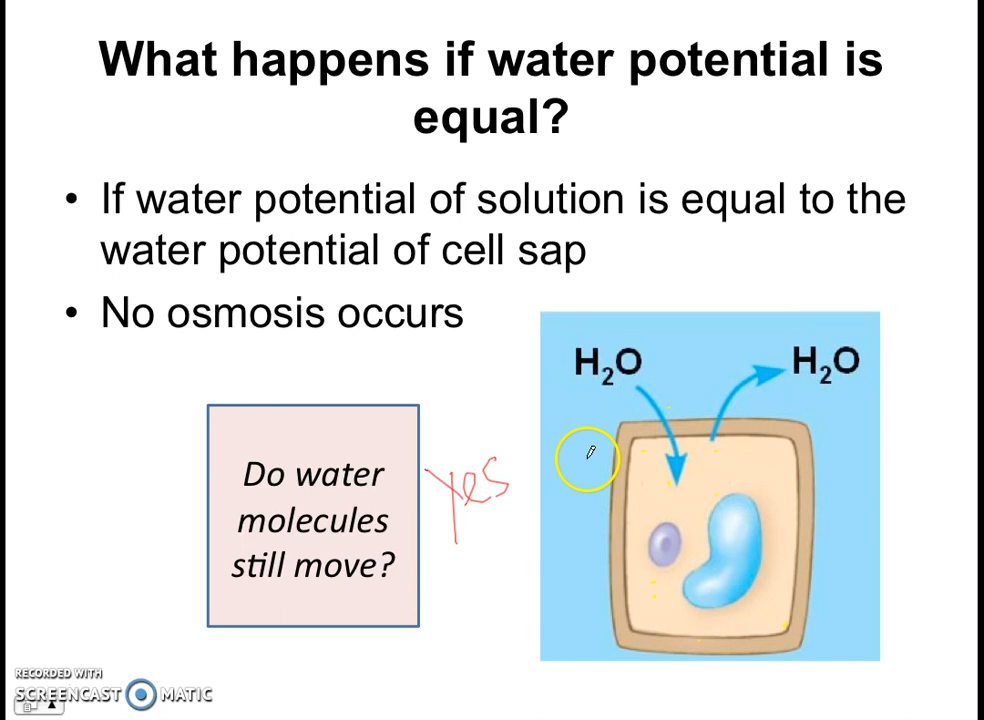 What happens if water potential is
equal?
• If water potential of solution is equal to the
water potential of cell sap
• No osmosis occurs
H₂O
H₂O
Do water
molecules
still move?
yes
RECORDED WITH
SCREENCAST MATIC